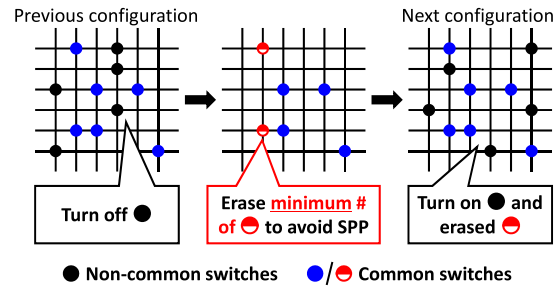 Previous configuration
Next configuration
Turn off
Erase minimum #
of to avoid SPP
Turn on and
erased
Non-common switches / Common switches